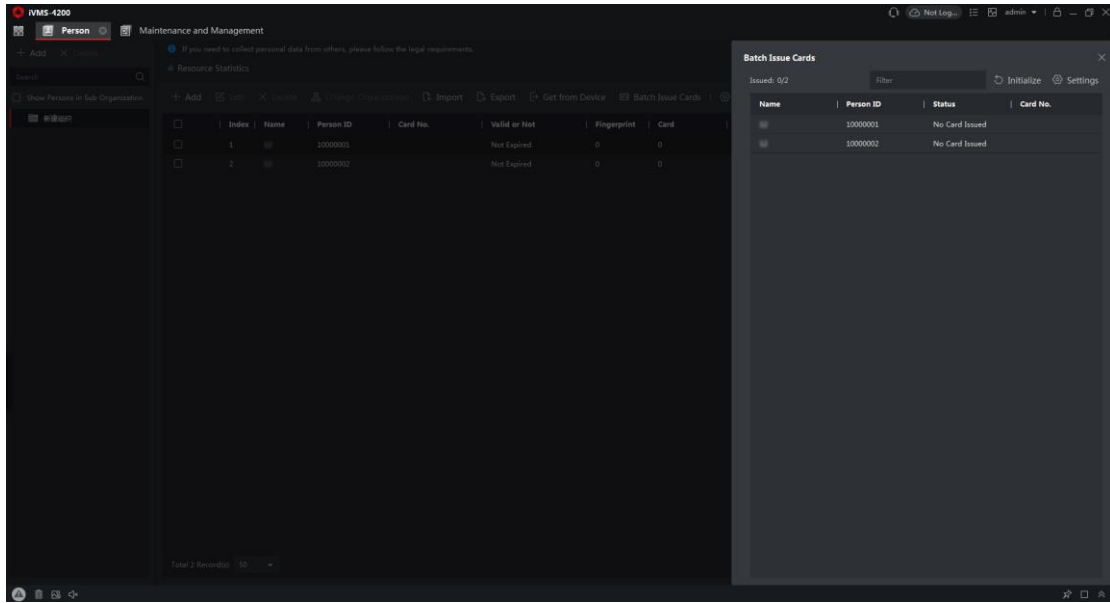 iVMS-4200
Not Log... admin
Person Maintenance and Management
Add Delete
Search
Show Persons in Sub Organization
新建组织
If you need to collect personal data from others, please follow the legal requirements.
Resource Statistics
Add Edit Delete Change Organization Import Export Get from Device Batch Issue Cards
Index Name Person ID Card No. Valid or Not Fingerprint Card
1 10000001 Not Expired 0 0
2 10000002 Not Expired 0 0
Total 2 Record(s) 50
Batch Issue Cards
Issued: 0/2 Filter Initialize Settings
Name Person ID Status Card No.
10000001 No Card Issued
10000002 No Card Issued